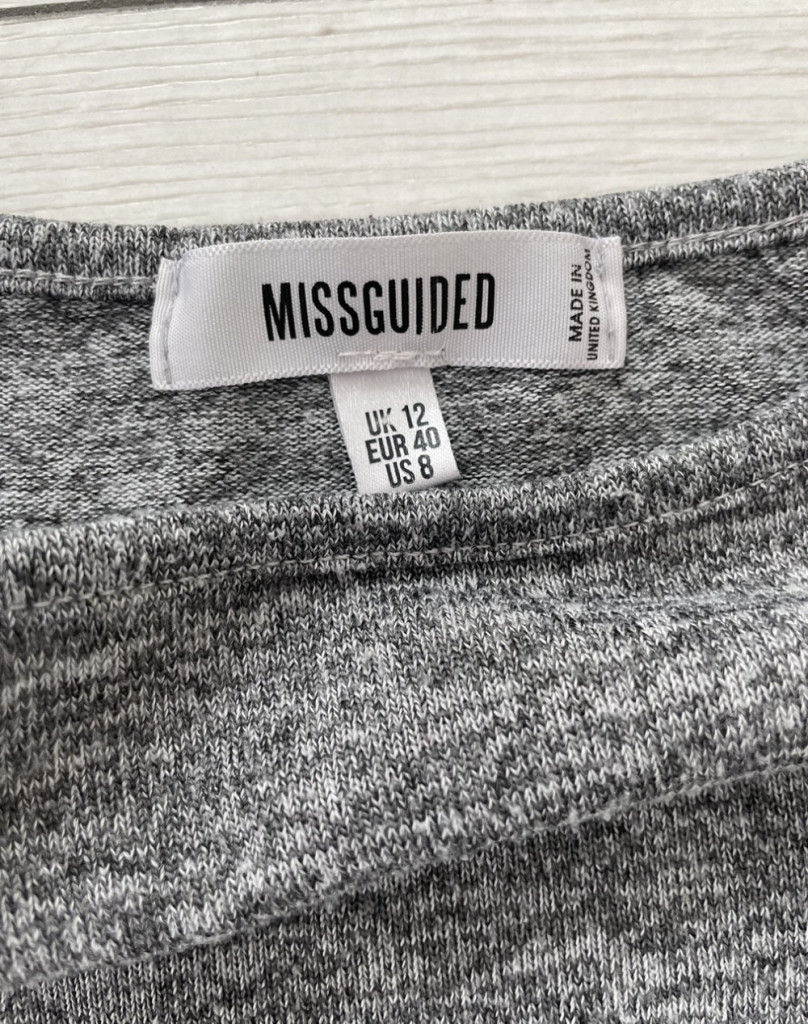 MISSGUIDED
MADE IN
UNITED KINGDOM
UK 12
EUR 40
US 8